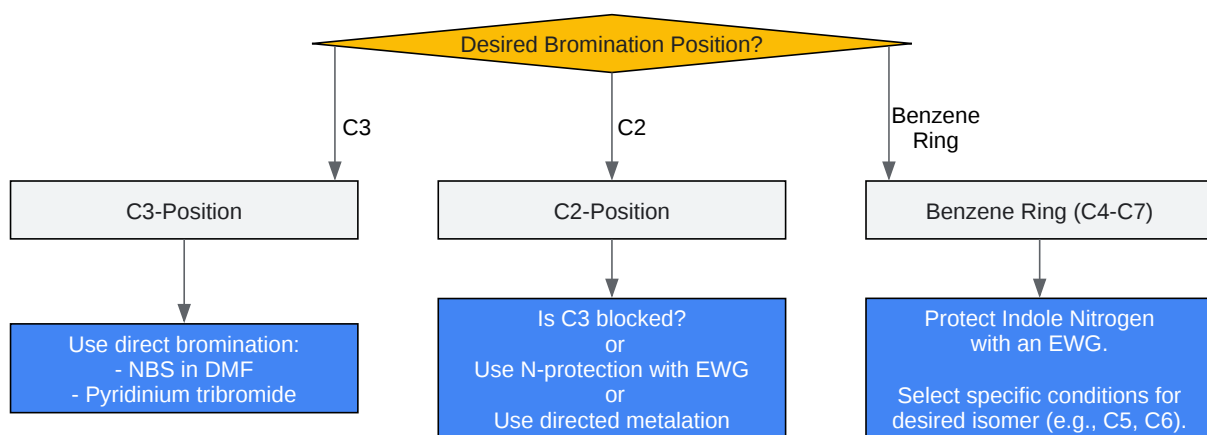 Desired Bromination Position?
C3
C2
Benzene
Ring
C3-Position
C2-Position
Benzene Ring (C4-C7)
Use direct bromination:
- NBS in DMF
- Pyridinium tribromide
Is C3 blocked?
or
Use N-protection with EWG
or
Use directed metalation
Protect Indole Nitrogen
with an EWG.
Select specific conditions for
desired isomer (e.g., C5, C6).